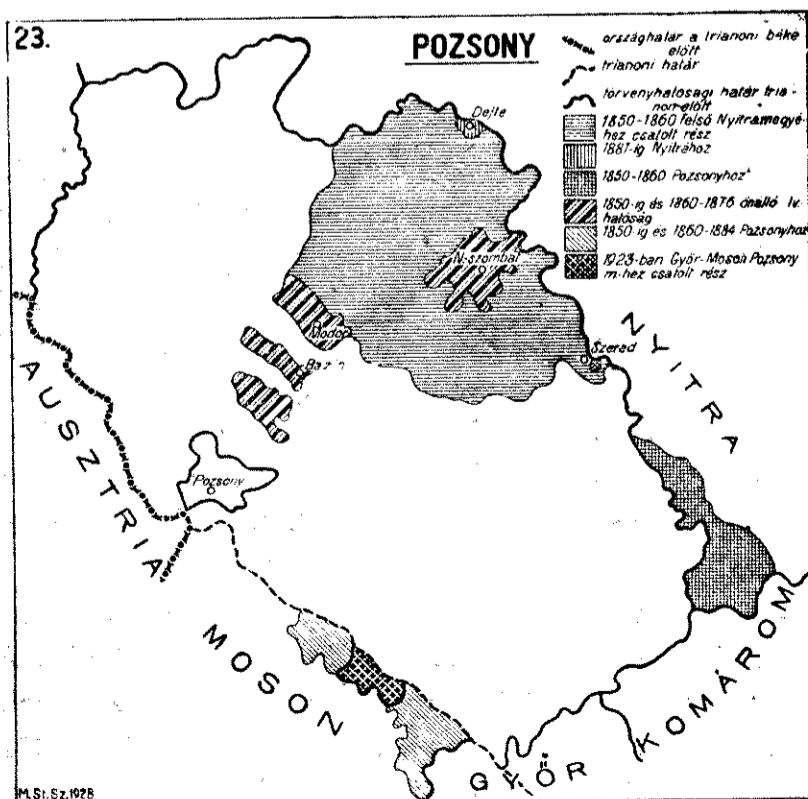 23.
POZSONY
országhatár a trianoni béke
előtt
trianoni határ
törvényhatósági határ tria-
non előtt
1850-1860 felső Nyitramegyé-
hez csatolt rész
1881-ig Nyitrához
1850-1860 Pozsonyhoz
1850-ig és 1860-1876 önálló tv.
hatóság
1850-ig és 1860-1884 Pozsonyhoz
1923-ban Győr-Moson Pozsony
m-hez csatolt rész
Dejte
N-szombat
Modor
Bazin
Szered
Pozsony
AUSZTRIA
NYITRA
MOSON
GYŐR
KOMÁROM
M.St.Sz.1928